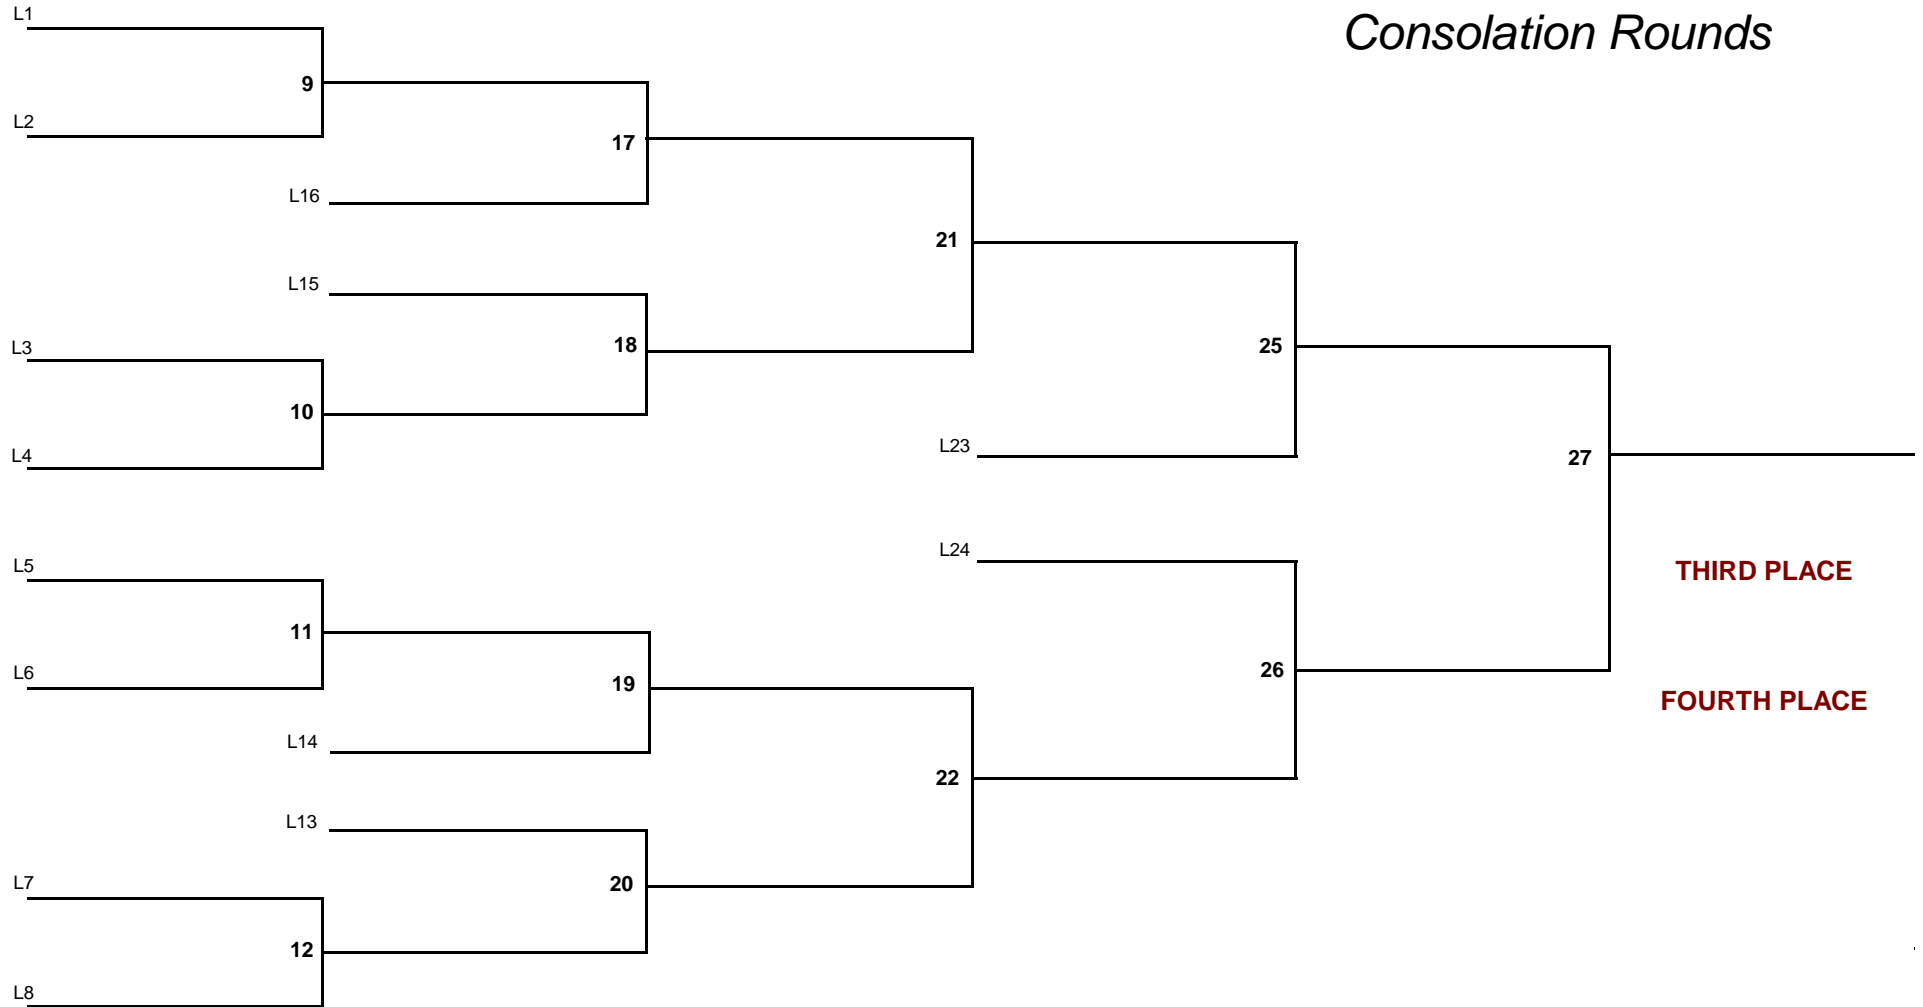 L1
Consolation Rounds
9
L2
17
L16
21
L15
L3
18
25
10
L23
L4
27
L24
L5
THIRD PLACE
11
L6
26
19
FOURTH PLACE
L14
22
L13
L7
20
12
L8